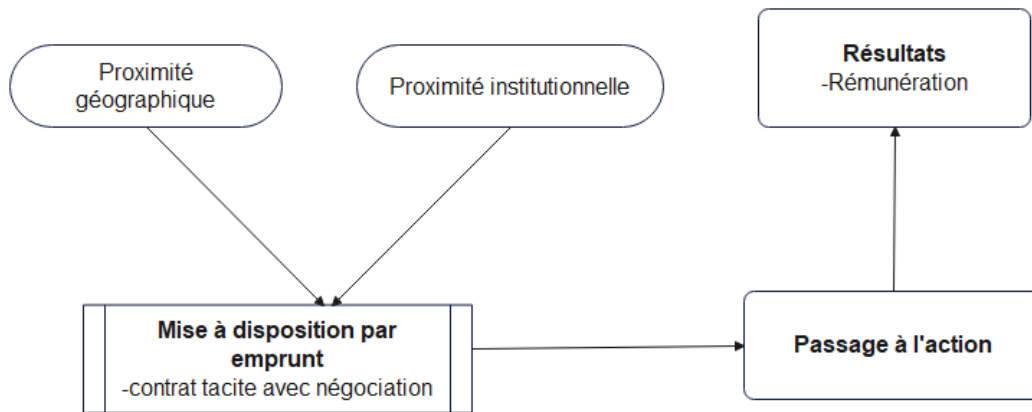 Proximité
géographique
Proximité institutionnelle
Résultats
-Rémunération
Mise à disposition par
emprunt
-contrat tacite avec négociation
Passage à l'action